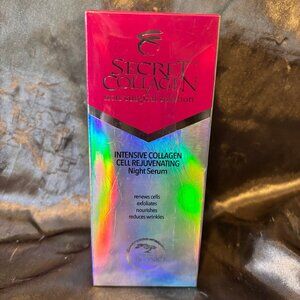 SECRET
COLLAGEN
INTENSIVE COLLAGEN
CELL REJUVENATING
Night Serum
renews cells
exfoliates
nourishes
reduces wrinkles